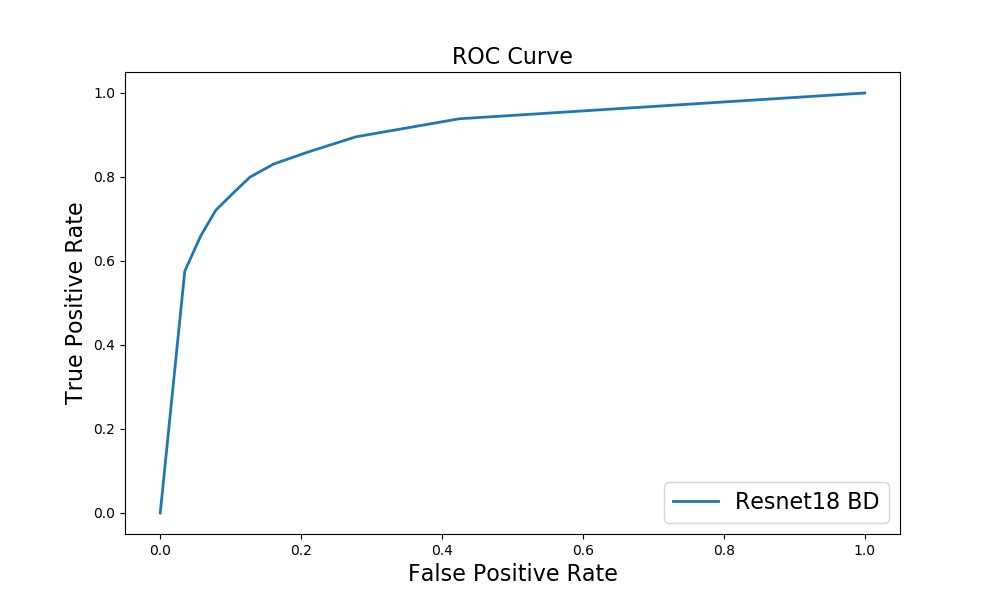 ROC Curve
1.0
0.8
0.6
0.4
0.2
0.0
True Positive Rate
Resnet18 BD
0.0 0.2 0.4 0.6 0.8 1.0
False Positive Rate